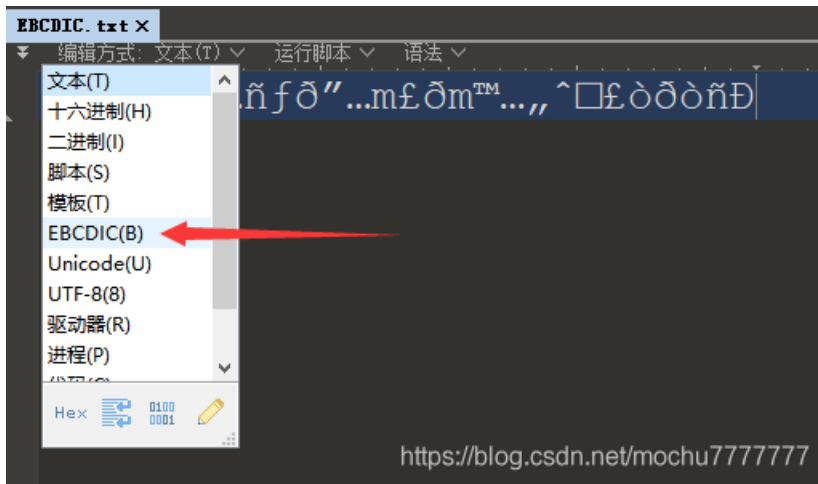 EBCDIC.txt ×
编辑方式: 文本(T) 运行脚本 语法
文本(T)
.ñƒð”…m£ðm™…„ˆ□£òðòñÐ
十六进制(H)
二进制(I)
脚本(S)
模板(T)
EBCDIC(B)
Unicode(U)
UTF-8(8)
驱动器(R)
进程(P)
Hex
0100
0001
https://blog.csdn.net/mochu7777777